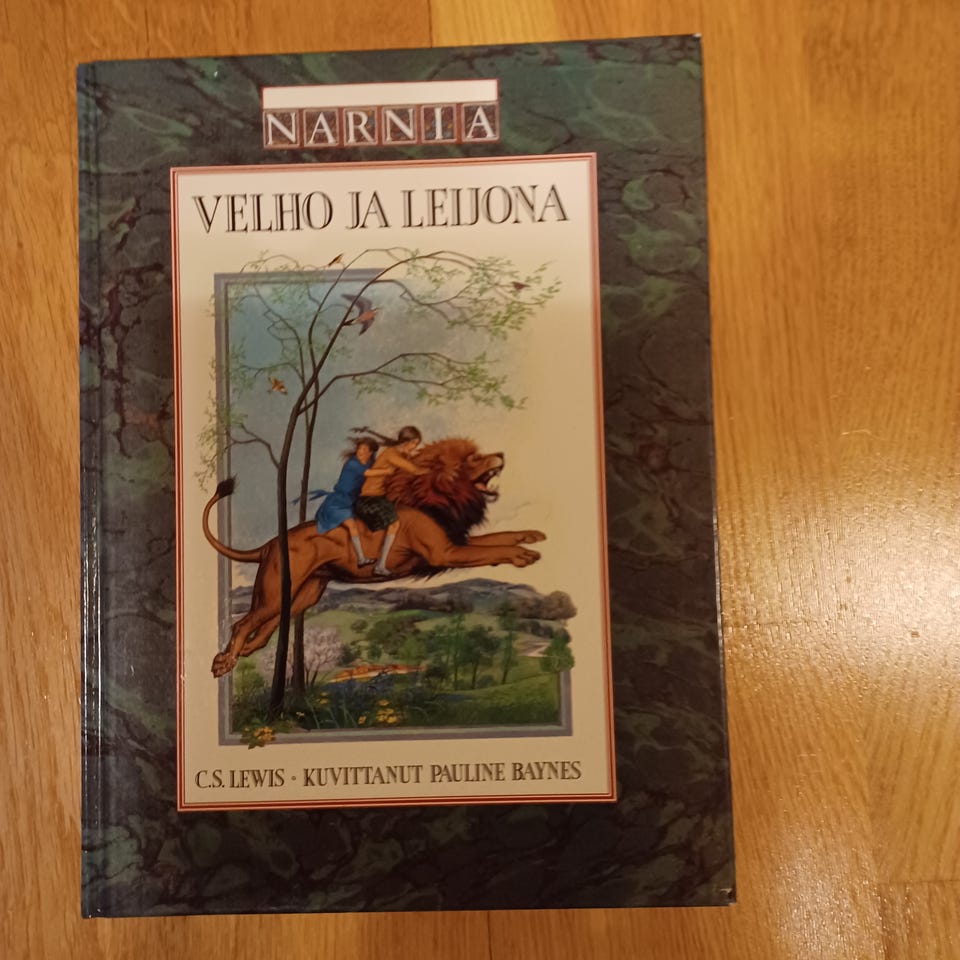 NARNIA
VELHO JA LEIJONA
C.S. LEWIS • KUVITTANUT PAULINE BAYNES